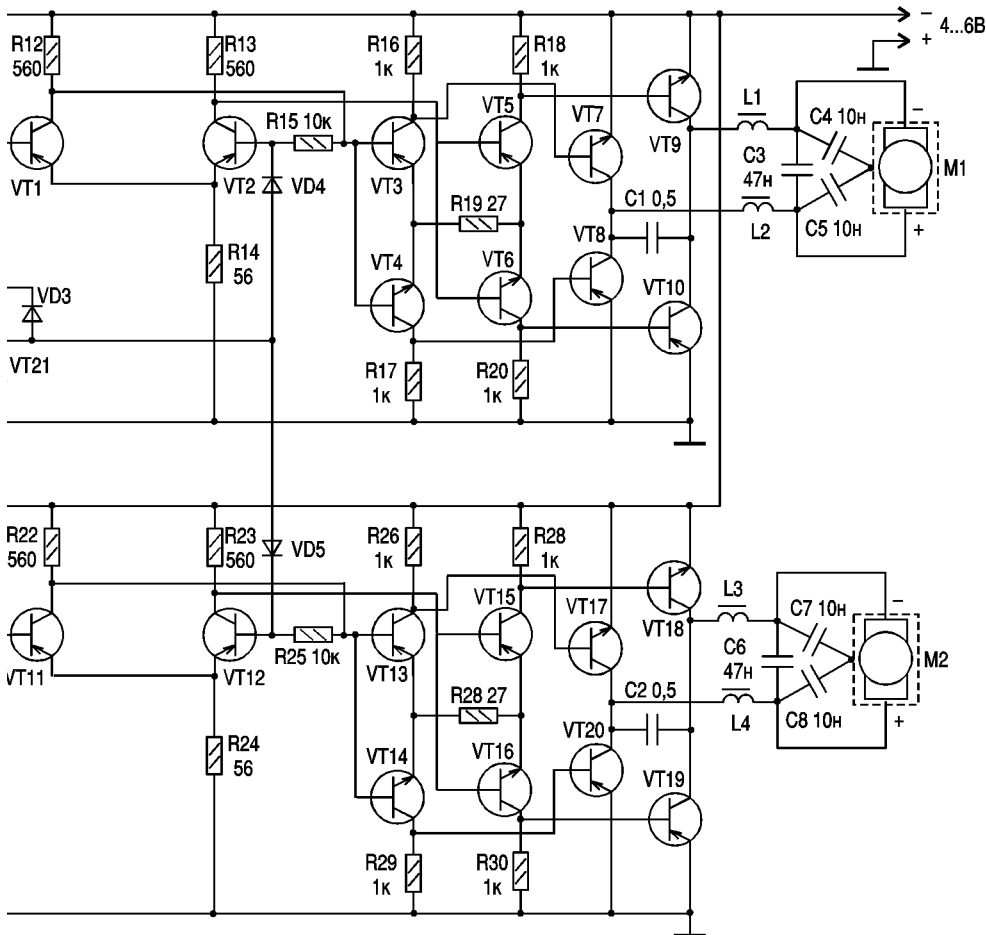 – 4...6В
+
R12 560
R13 560
R16 1к
R18 1к
VT1
VT2
R15 10к
VT3
VT5
VT7
VT9
L1
C4 10н
–
M1
VD4
C3 47н
R19 27
C1 0,5
L2
C5 10н
+
R14 56
VT4
VT6
VT8
VT10
VD3
VT21
R17 1к
R20 1к
R22 560
R23 560
VD5
R26 1к
R28 1к
VT11
VT12
R25 10к
VT13
VT15
VT17
VT18
L3
C7 10н
–
M2
C6 47н
R28 27
C2 0,5
L4
C8 10н
+
R24 56
VT14
VT16
VT20
VT19
R29 1к
R30 1к